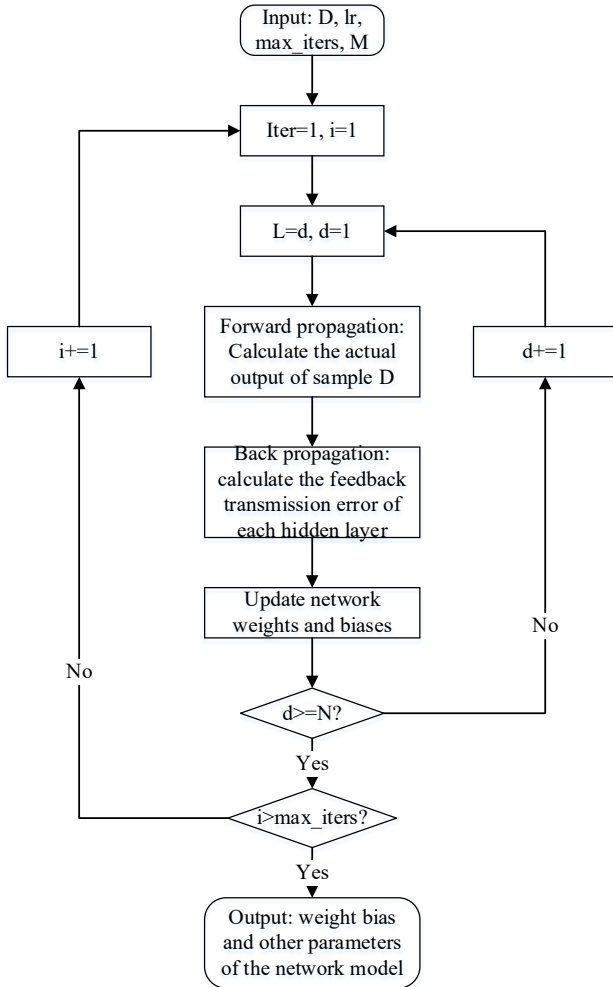 Input: D, lr,
max_iters, M
Iter=1, i=1
L=d, d=1
Forward propagation:
Calculate the actual
output of sample D
i+=1
d+=1
Back propagation:
calculate the feedback
transmission error of
each hidden layer
Update network
weights and biases
No
No
d>=N?
Yes
i>max_iters?
Yes
Output: weight bias
and other parameters
of the network model